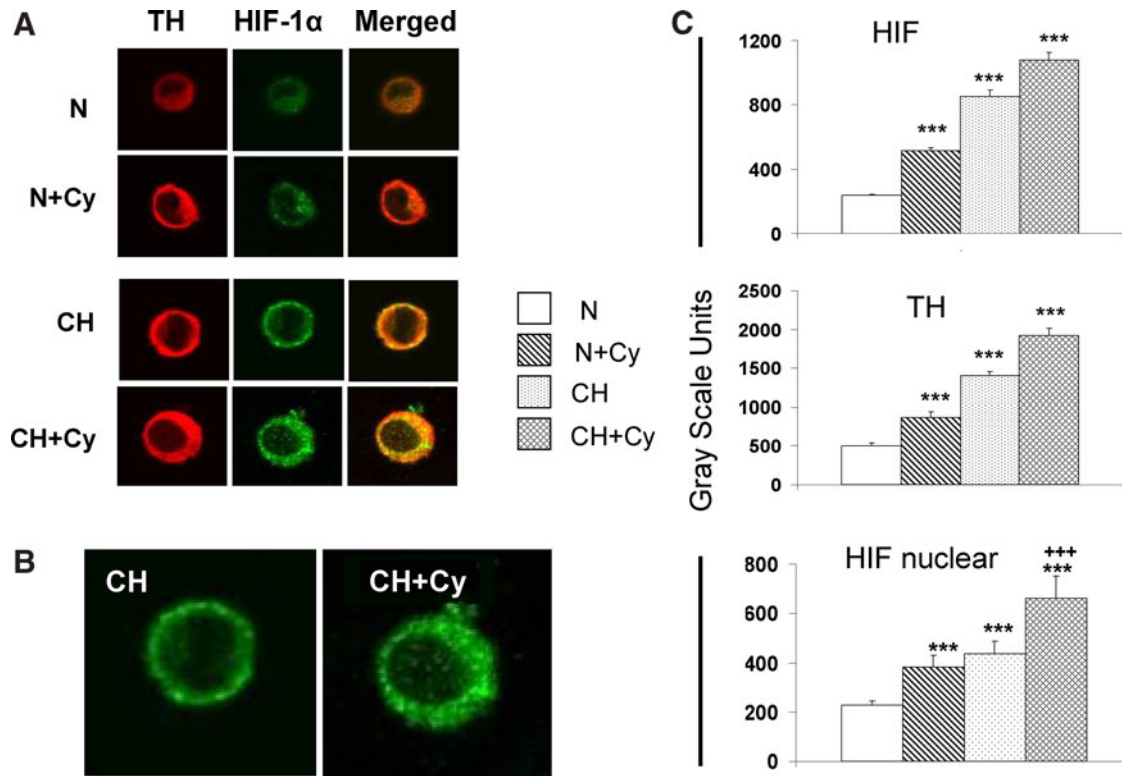 A
TH HIF-1α Merged
N
N+Cy
CH
CH+Cy
B
CH
CH+Cy
N
N+Cy
CH
CH+Cy
C
Gray Scale Units
HIF
1200
800
400
0
***
***
***
TH
2500
2000
1500
1000
500
0
***
***
***
HIF nuclear
800
600
400
200
0
***
***
+++
***